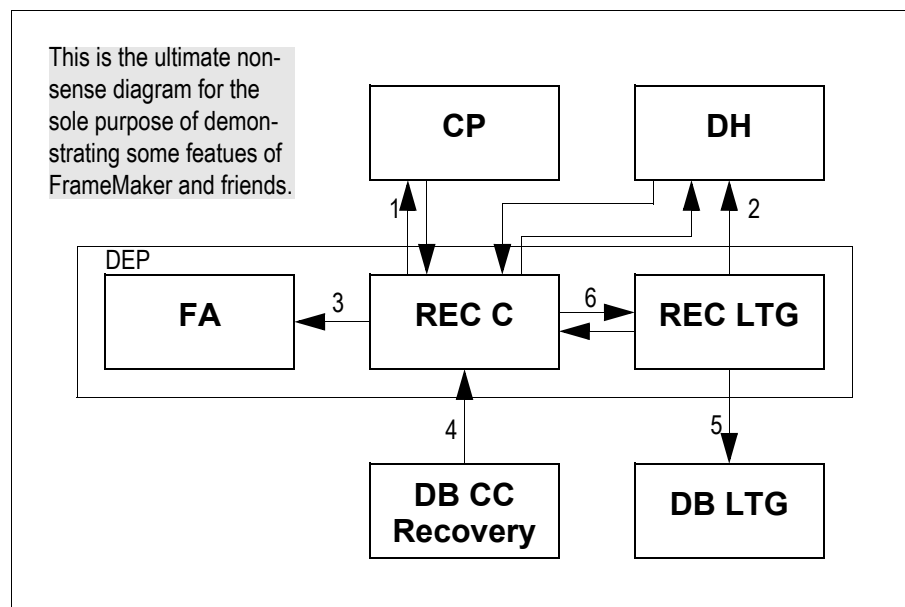 This is the ultimate non-
sense diagram for the
sole purpose of demon-
strating some featues of
FrameMaker and friends.
CP
DH
1
2
DEP
FA
3
REC C
6
REC LTG
4
5
DB CC
Recovery
DB LTG